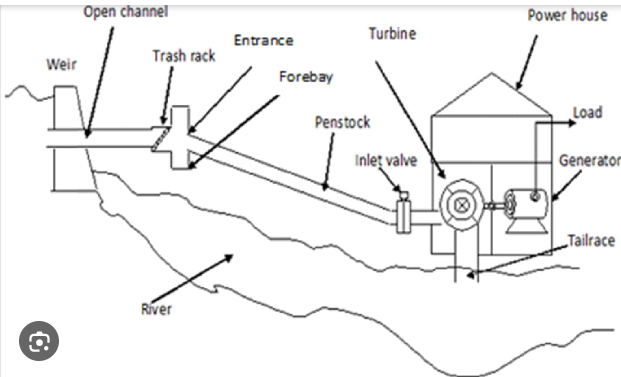 Open channel
Power house
Turbine
Entrance
Trash rack
Weir
Forebay
Load
Penstock
Inlet valve
Generator
Tailrace
River